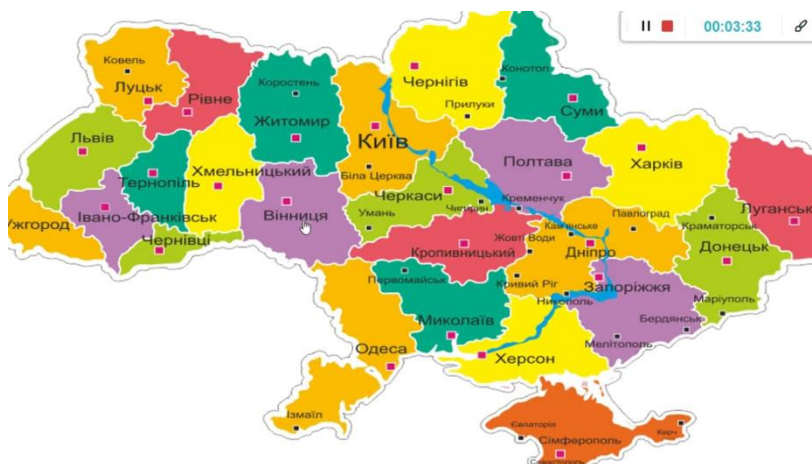 00:03:33
Ковель
Луцьк
Рівне
Коростень
Житомир
Київ
Біла Церква
Чернігів
Прилуки
Конотоп
Суми
Львів
Тернопіль
Хмельницький
Вінниця
Івано-Франківськ
Ужгород
Чернівці
Черкаси
Умань
Чигирин
Полтава
Кременчук
Харків
Луганськ
Кропивницький
Жовті Води
Кам'янське
Дніпро
Павлоград
Краматорськ
Донецьк
Первомайськ
Кривий Ріг
Нікополь
Запоріжжя
Маріуполь
Бердянськ
Мелітополь
Миколаїв
Одеса
Херсон
Ізмаїл
Євпаторія
Сімферополь
Керч
Севастополь